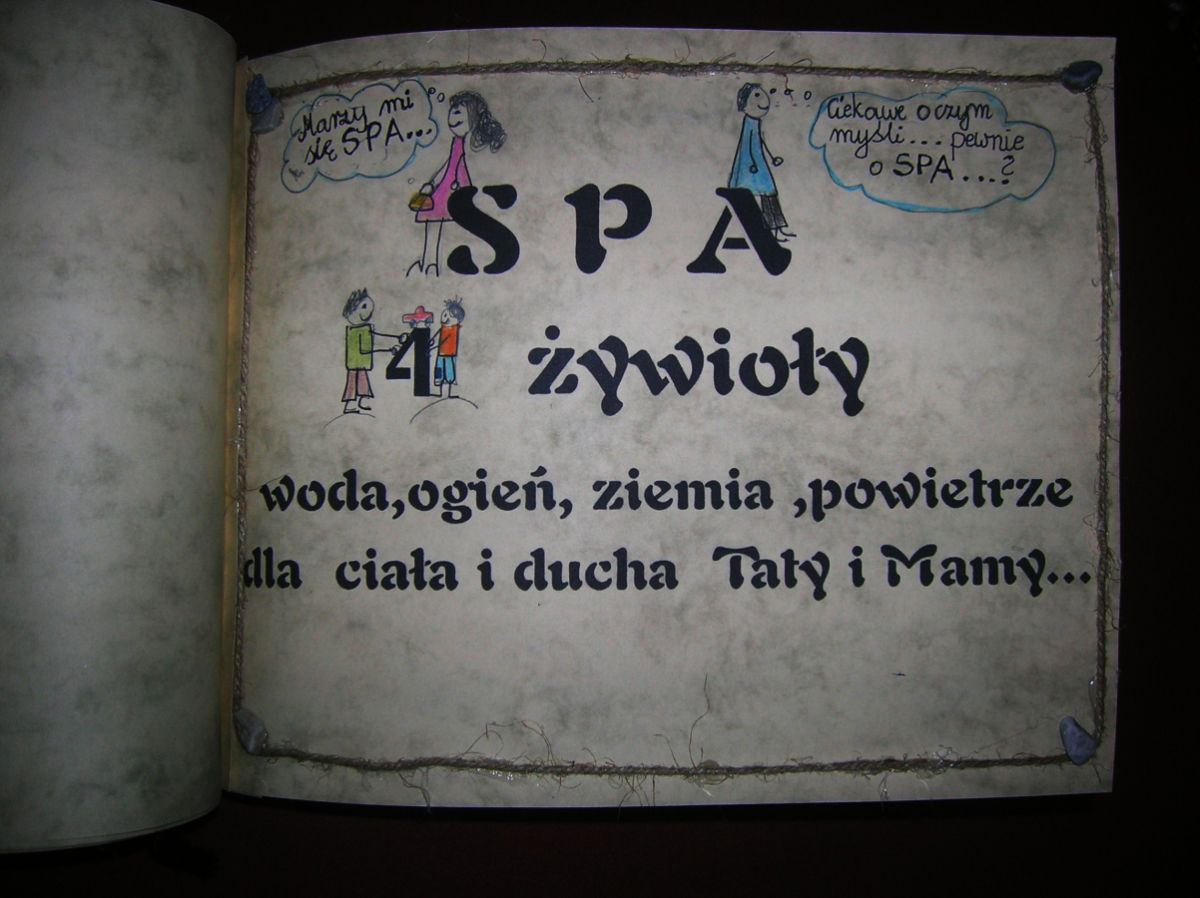 Marzy mi
się SPA...
Ciekawe o czym
myśli... pewnie
o SPA....?
SPA
4 żywioły
woda,ogień, ziemia ,powietrze
dla ciała i ducha Taty i Mamy...